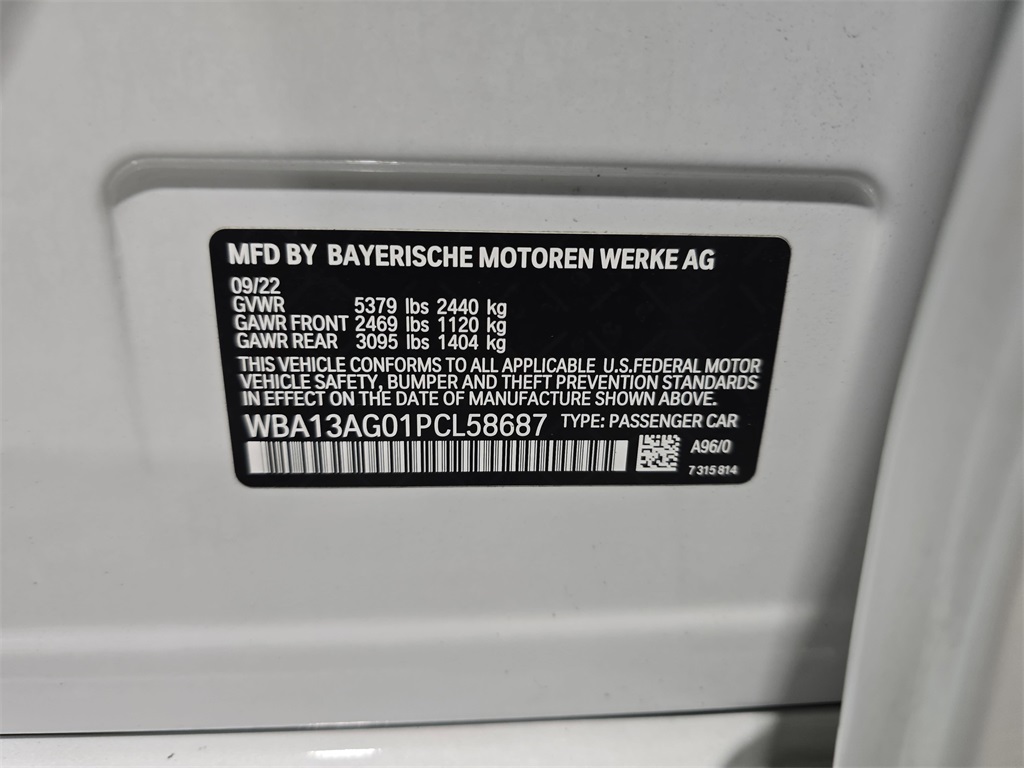 MFD BY BAYERISCHE MOTOREN WERKE AG
09/22
GVWR 5379 lbs 2440 kg
GAWR FRONT 2469 lbs 1120 kg
GAWR REAR 3095 lbs 1404 kg
THIS VEHICLE CONFORMS TO ALL APPLICABLE U.S.FEDERAL MOTOR
VEHICLE SAFETY, BUMPER AND THEFT PREVENTION STANDARDS
IN EFFECT ON THE DATE OF MANUFACTURE SHOWN ABOVE.
WBA13AG01PCL58687 TYPE: PASSENGER CAR
A96/0
7 315 814